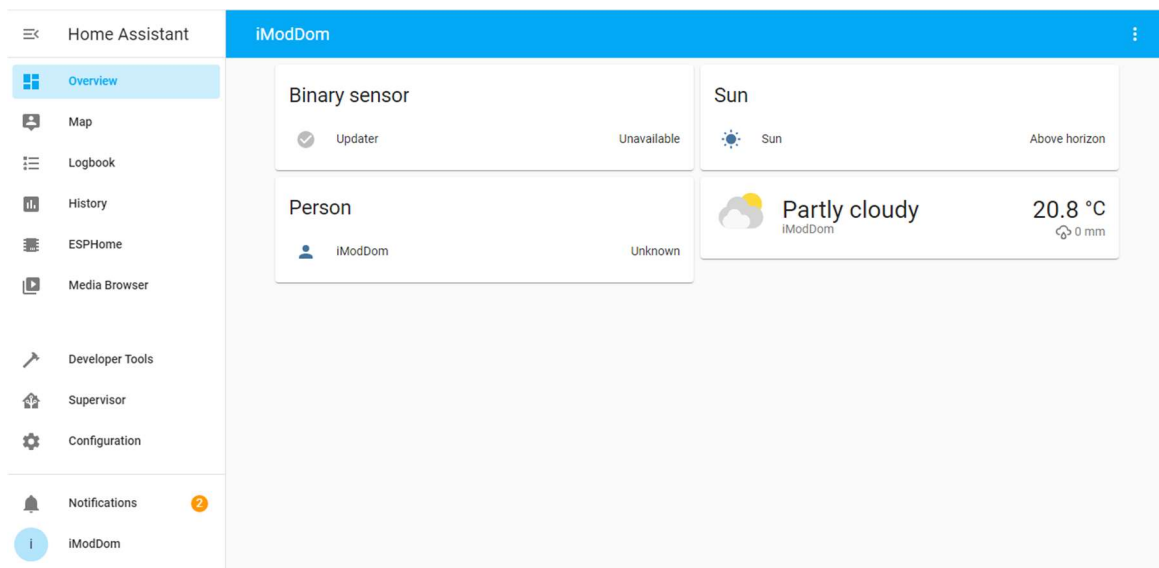 Home Assistant
iModDom
Overview
Map
Logbook
History
ESPHome
Media Browser
Developer Tools
Supervisor
Configuration
Notifications 2
i iModDom
Binary sensor
Updater Unavailable
Sun
Sun Above horizon
Person
iModDom Unknown
Partly cloudy 20.8 °C
iModDom 0 mm